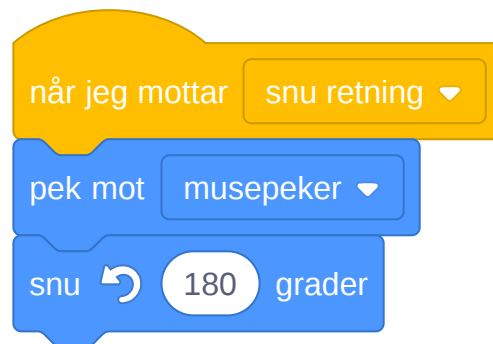 når jeg mottar snu retning
pek mot musepeker
snu 180 grader